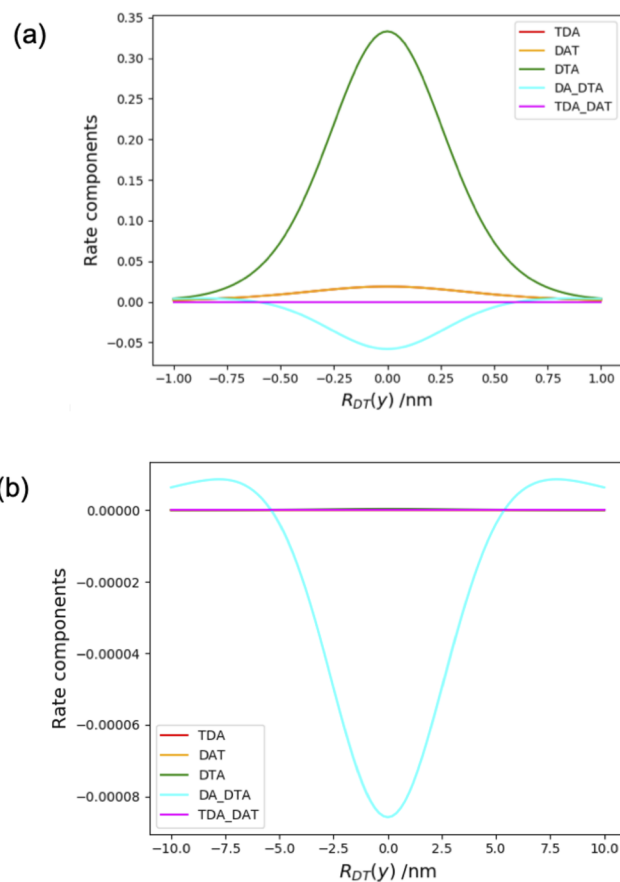 (a)
0.35
0.30
0.25
0.20
0.15
0.10
0.05
0.00
−0.05
Rate components
TDA
DAT
DTA
DA_DTA
TDA_DAT
−1.00 −0.75 −0.50 −0.25 0.00 0.25 0.50 0.75 1.00
R_DT(y) /nm
(b)
0.00000
−0.00002
−0.00004
−0.00006
−0.00008
Rate components
TDA
DAT
DTA
DA_DTA
TDA_DAT
−10.0 −7.5 −5.0 −2.5 0.0 2.5 5.0 7.5 10.0
R_DT(y) /nm